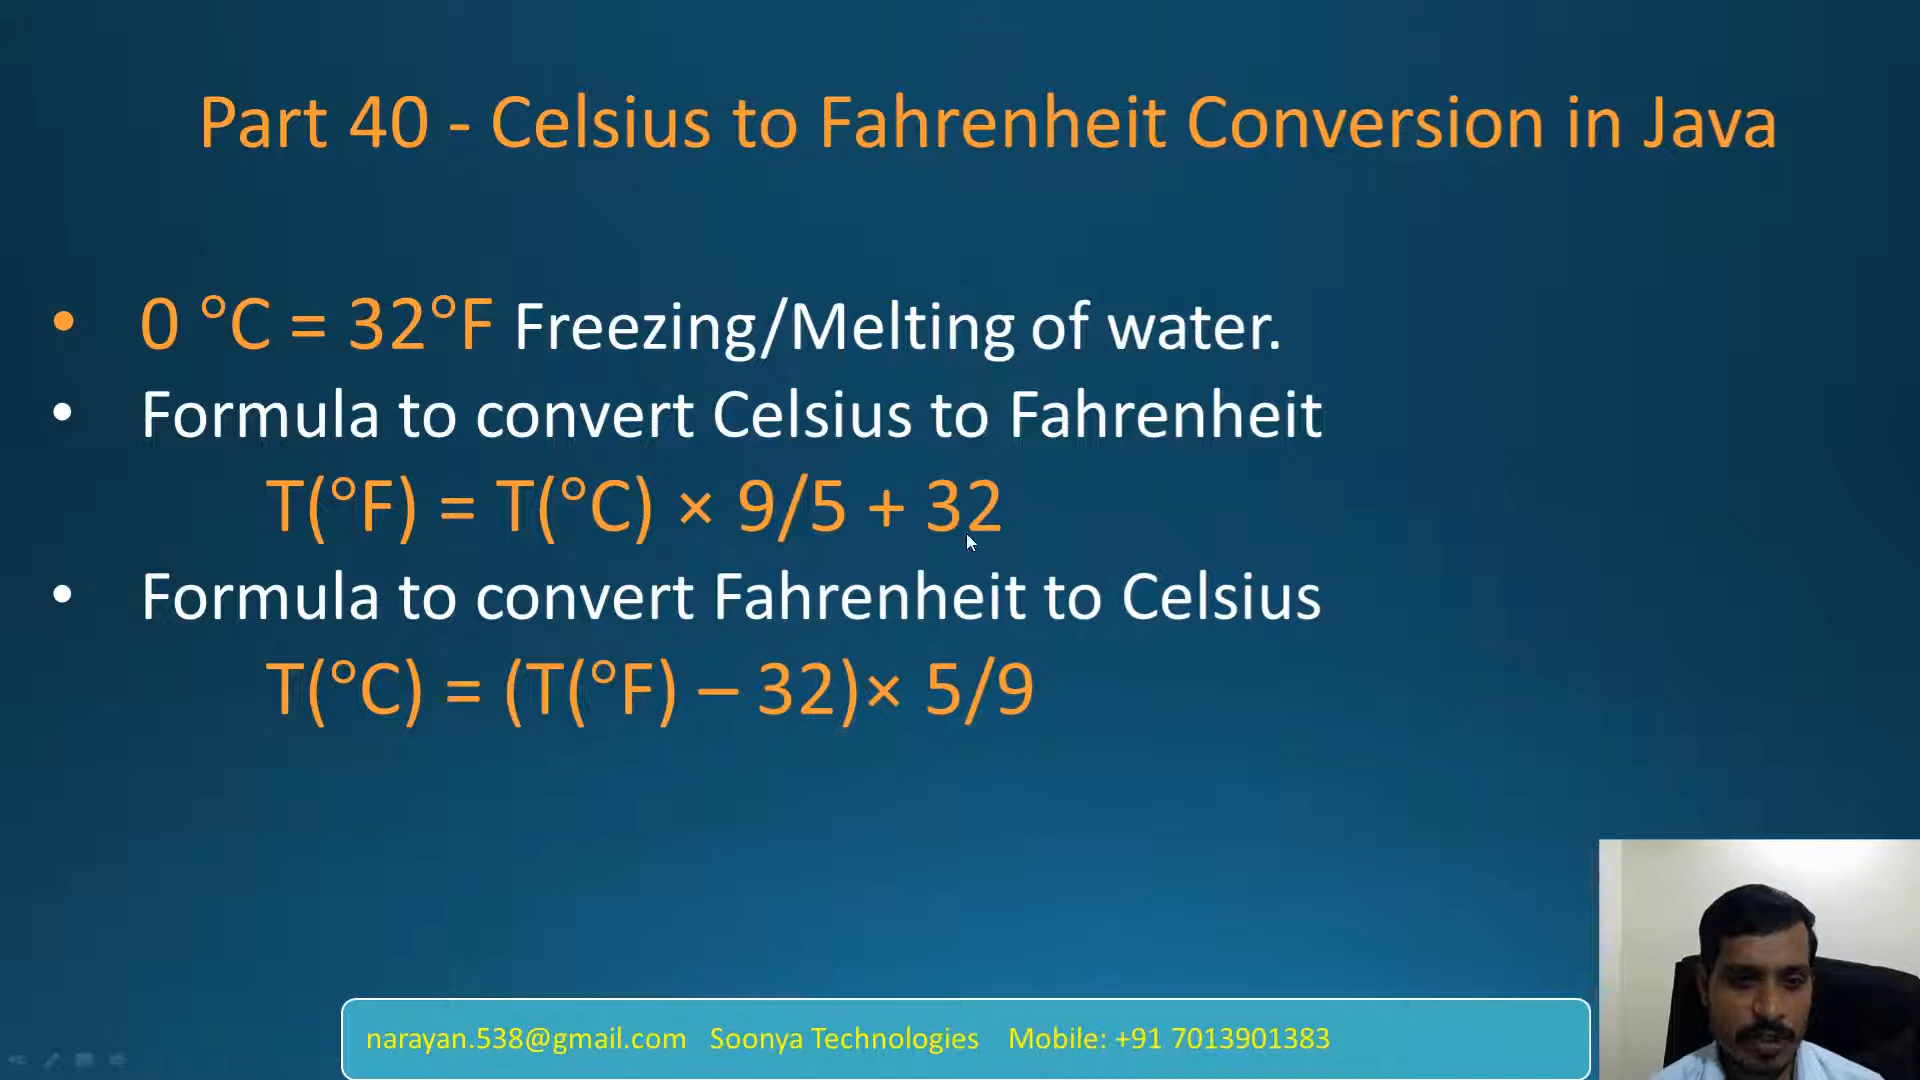 Part 40 - Celsius to Fahrenheit Conversion in Java
• 0 °C = 32°F Freezing/Melting of water.
• Formula to convert Celsius to Fahrenheit
T(°F) = T(°C) × 9/5 + 32
• Formula to convert Fahrenheit to Celsius
T(°C) = (T(°F) – 32)× 5/9
narayan.538@gmail.com Soonya Technologies Mobile: +91 7013901383